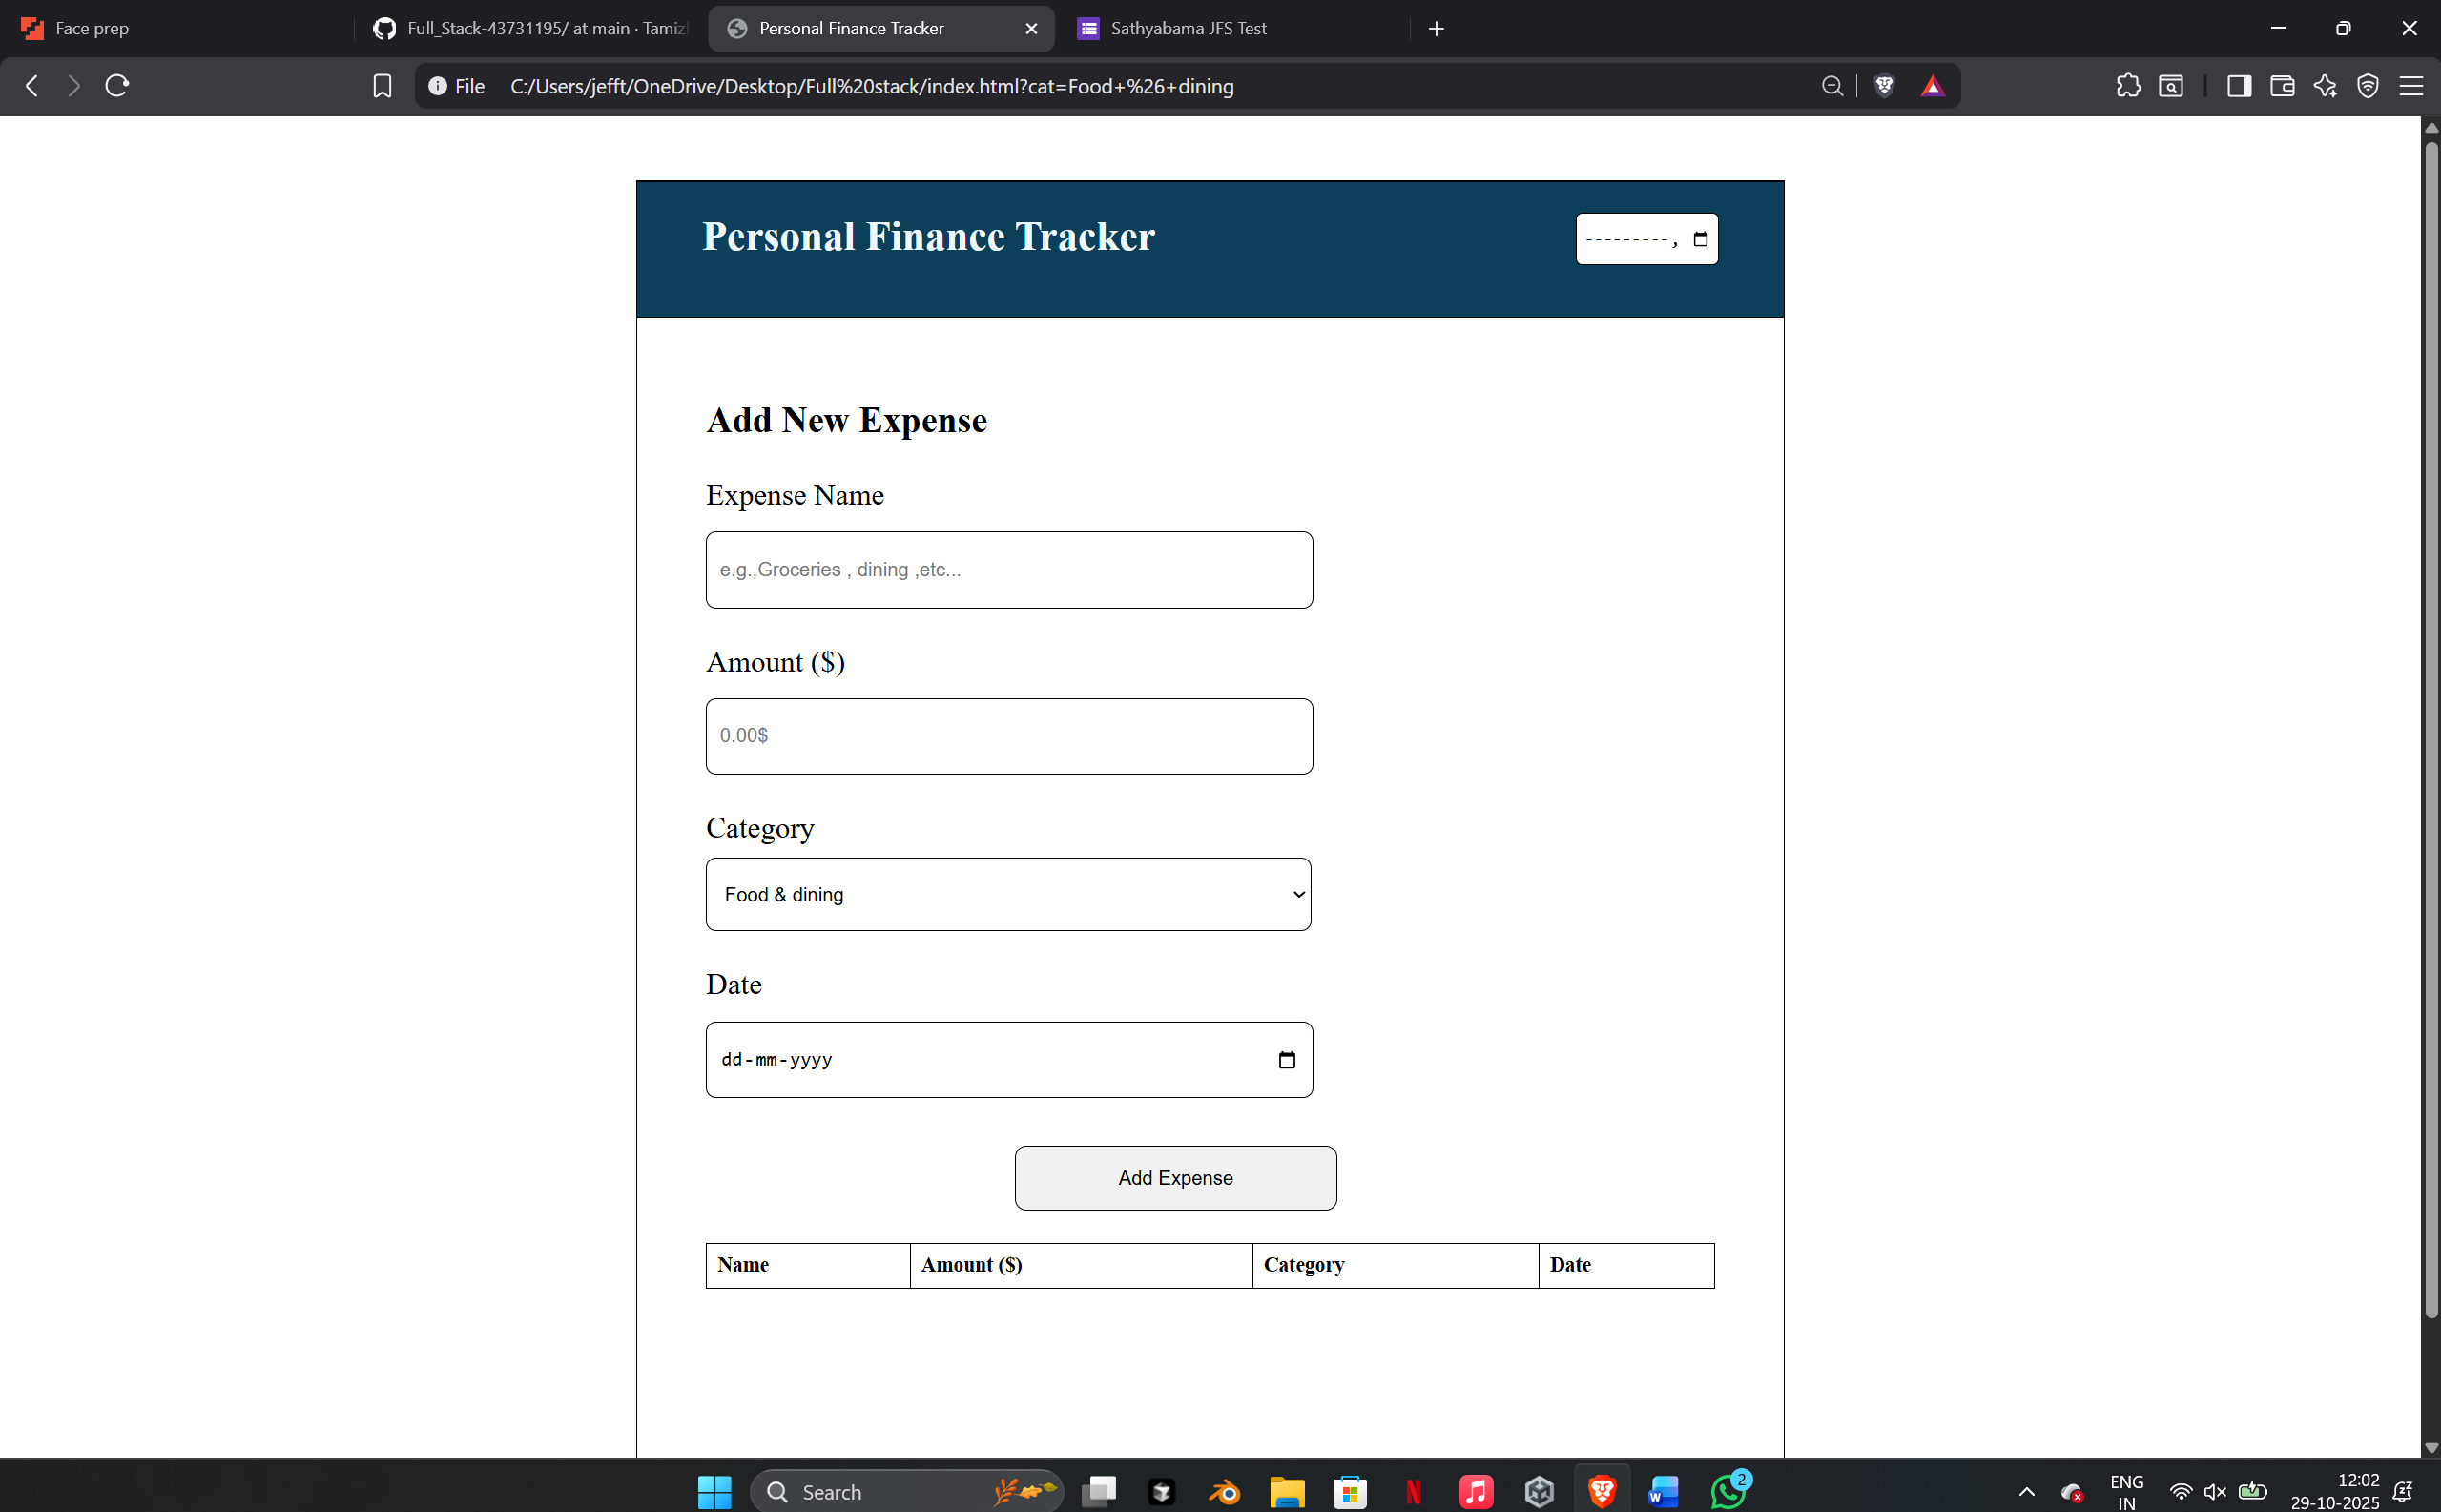 Face prep
Full_Stack-43731195/ at main · Tamiz
Personal Finance Tracker
Sathyabama JFS Test
File C:/Users/jefft/OneDrive/Desktop/Full%20stack/index.html?cat=Food+%26+dining
Personal Finance Tracker
---------,
Add New Expense
Expense Name
e.g.,Groceries , dining ,etc...
Amount ($)
0.00$
Category
Food & dining
Date
dd-mm-yyyy
Add Expense
Name Amount ($) Category Date
Search
2
ENG
IN
12:02
29-10-2025